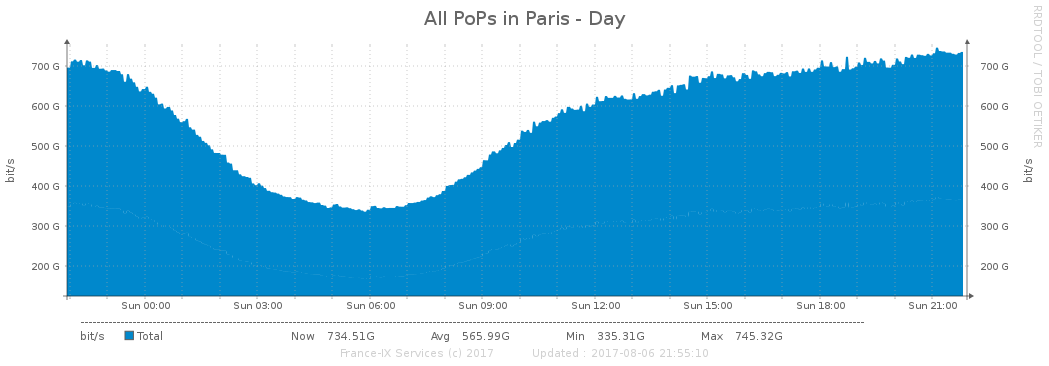 All PoPs in Paris - Day
RRDTOOL / TOBI OETIKER
bit/s
700 G 700 G
600 G 600 G
500 G 500 G
400 G 400 G
300 G 300 G
200 G 200 G
bit/s
Sun 00:00 Sun 03:00 Sun 06:00 Sun 09:00 Sun 12:00 Sun 15:00 Sun 18:00 Sun 21:00
bit/s Total Now 734.51G Avg 565.99G Min 335.31G Max 745.32G
France-IX Services (c) 2017 Updated : 2017-08-06 21:55:10